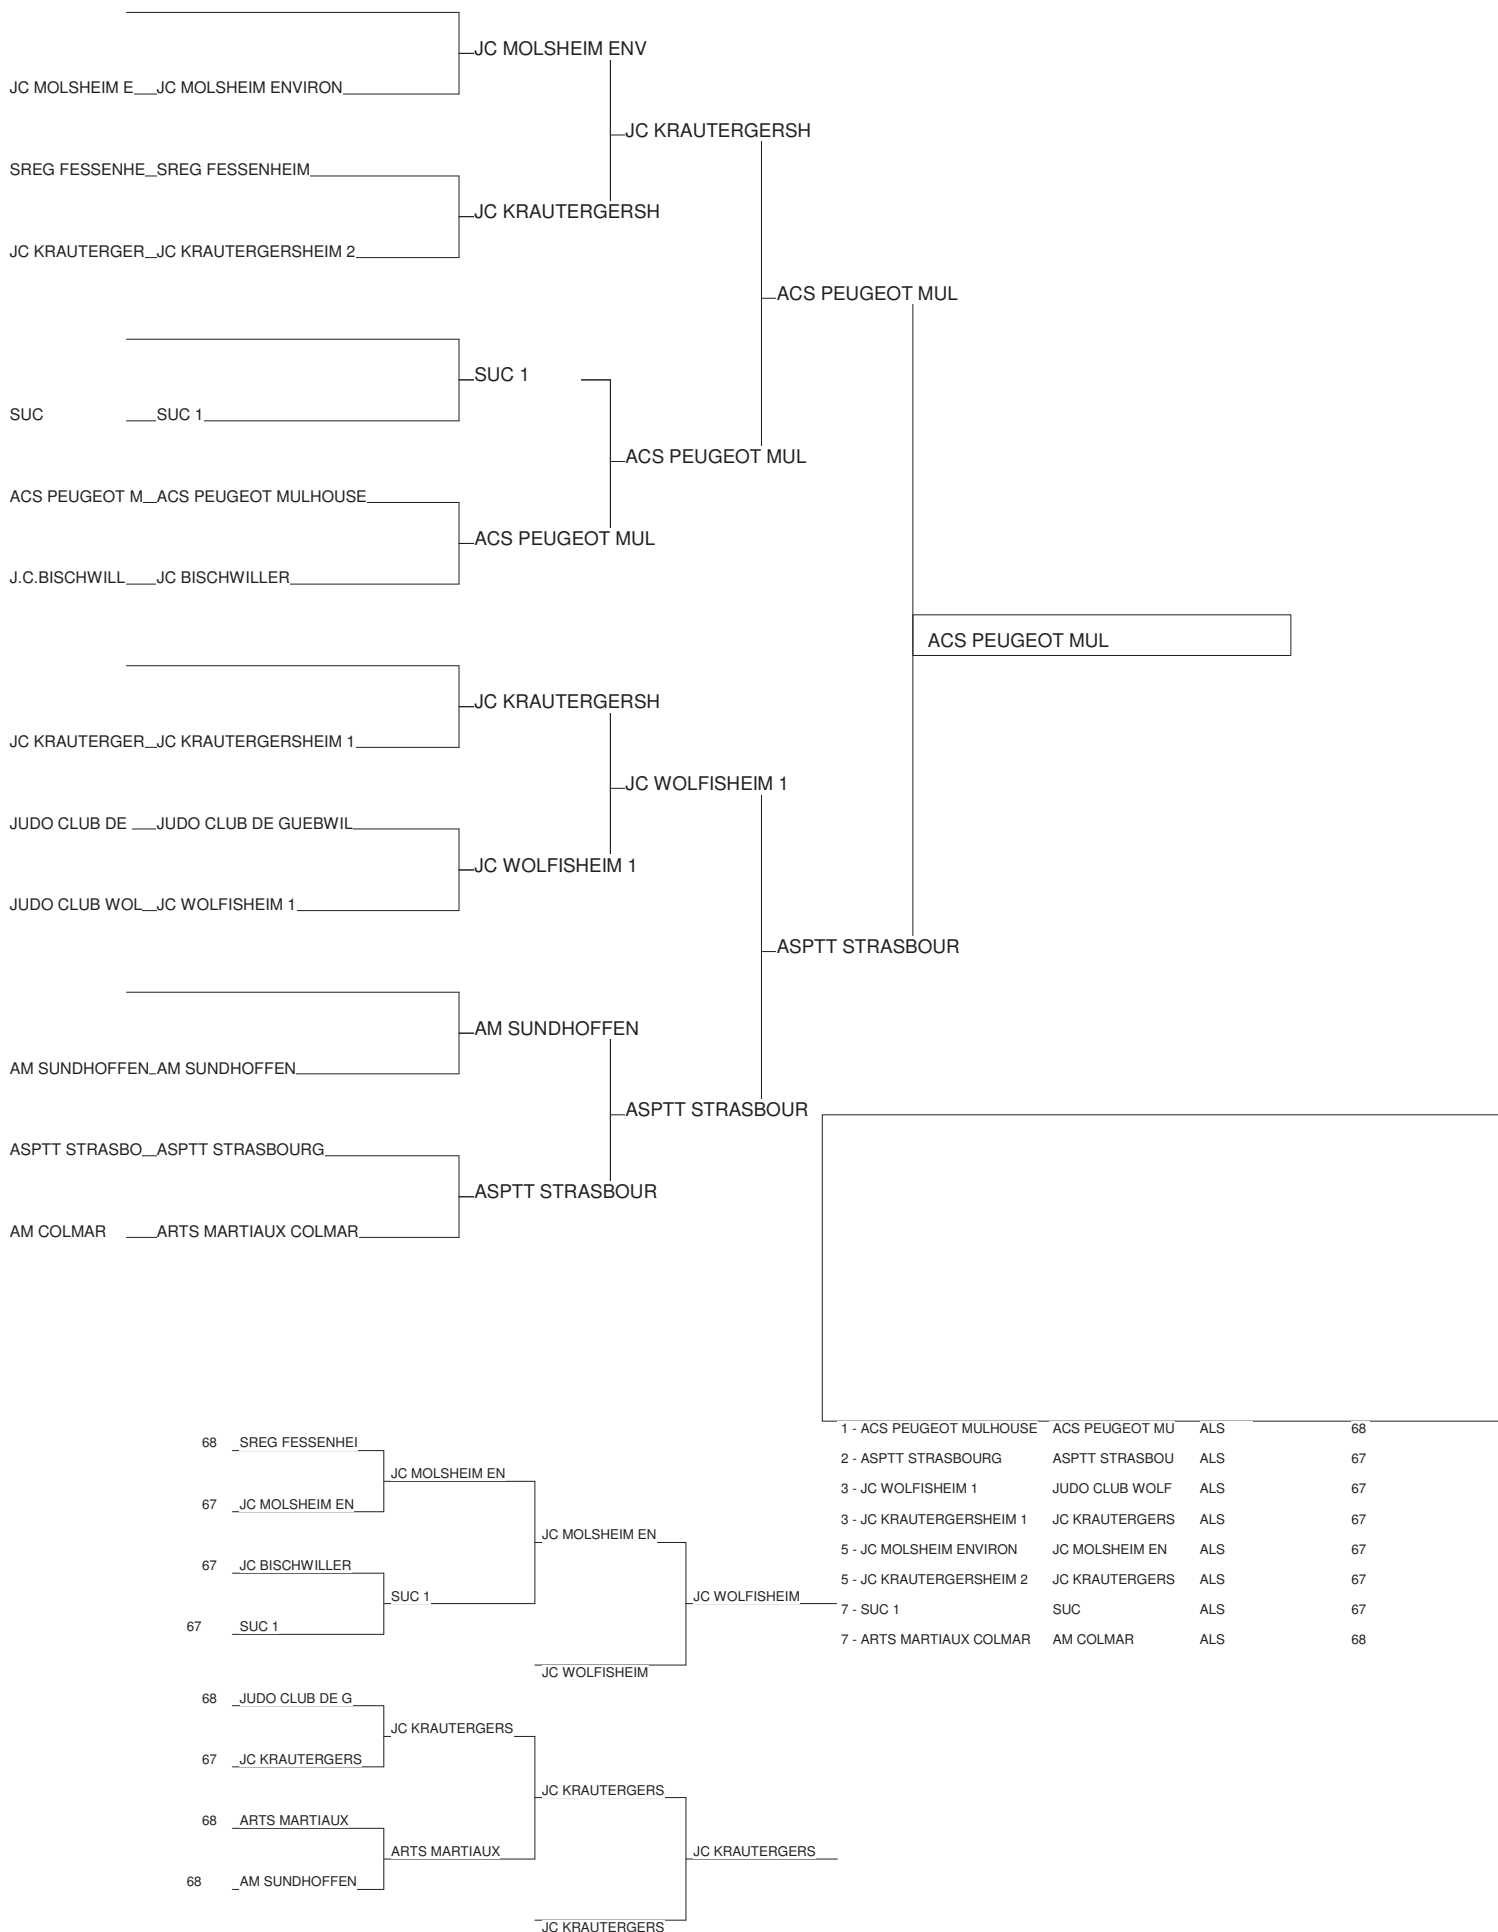 JC MOLSHEIM ENV
JC MOLSHEIM E JC MOLSHEIM ENVIRON
JC KRAUTERGERSH
SREG FESSENHE SREG FESSENHEIM
JC KRAUTERGERSH
JC KRAUTERGER JC KRAUTERGERSHEIM 2
ACS PEUGEOT MUL
SUC 1
SUC SUC 1
ACS PEUGEOT MUL
ACS PEUGEOT M ACS PEUGEOT MULHOUSE
ACS PEUGEOT MUL
J.C.BISCHWILL JC BISCHWILLER
ACS PEUGEOT MUL
JC KRAUTERGERSH
JC KRAUTERGER JC KRAUTERGERSHEIM 1
JC WOLFISHEIM 1
JUDO CLUB DE JUDO CLUB DE GUEBWIL
JC WOLFISHEIM 1
JUDO CLUB WOL JC WOLFISHEIM 1
ASPTT STRASBOUR
AM SUNDHOFFEN
AM SUNDHOFFEN AM SUNDHOFFEN
ASPTT STRASBOUR
ASPTT STRASBO ASPTT STRASBOURG
ASPTT STRASBOUR
AM COLMAR ARTS MARTIAUX COLMAR
1 - ACS PEUGEOT MULHOUSE ACS PEUGEOT MU ALS 68
2 - ASPTT STRASBOURG ASPTT STRASBOU ALS 67
3 - JC WOLFISHEIM 1 JUDO CLUB WOLF ALS 67
3 - JC KRAUTERGERSHEIM 1 JC KRAUTERGERS ALS 67
5 - JC MOLSHEIM ENVIRON JC MOLSHEIM EN ALS 67
5 - JC KRAUTERGERSHEIM 2 JC KRAUTERGERS ALS 67
7 - SUC 1 SUC ALS 67
7 - ARTS MARTIAUX COLMAR AM COLMAR ALS 68
68 SREG FESSENHEI
JC MOLSHEIM EN
67 JC MOLSHEIM EN
JC MOLSHEIM EN
67 JC BISCHWILLER
SUC 1
JC WOLFISHEIM
67 SUC 1
JC WOLFISHEIM
68 JUDO CLUB DE G
JC KRAUTERGERS
67 JC KRAUTERGERS
JC KRAUTERGERS
68 ARTS MARTIAUX
ARTS MARTIAUX
JC KRAUTERGERS
68 AM SUNDHOFFEN
JC KRAUTERGERS